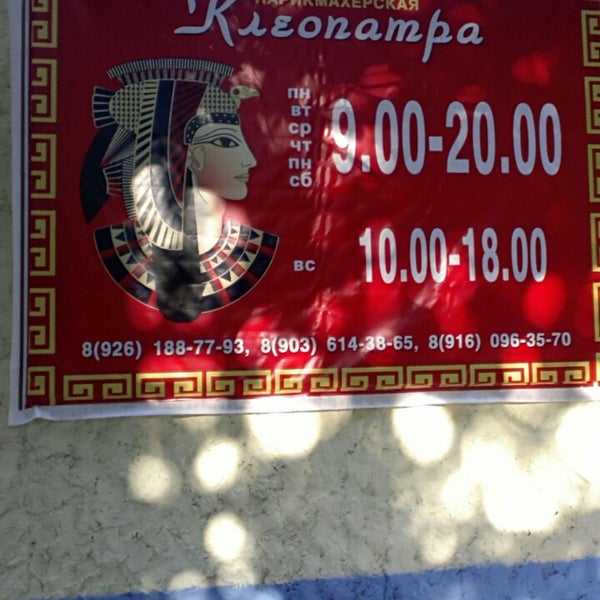 ПАРИКМАХЕРСКАЯ
Клеопатра
пн
вт
ср
чт
пн
сб
9.00-20.00
вс
10.00-18.00
8(926) 188-77-93, 8(903) 614-38-65, 8(916) 096-35-70